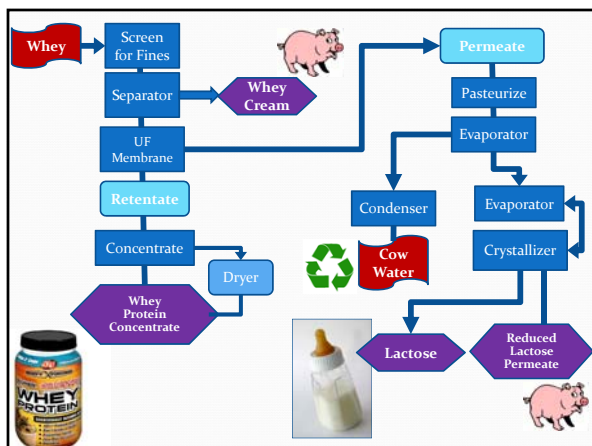 Whey
Screen
for Fines
Separator
Whey
Cream
UF
Membrane
Retentate
Concentrate
Dryer
Whey
Protein
Concentrate
Permeate
Pasteurize
Evaporator
Condenser
Cow
Water
Evaporator
Crystallizer
Lactose
Reduced
Lactose
Permeate
WHEY
PROTEIN